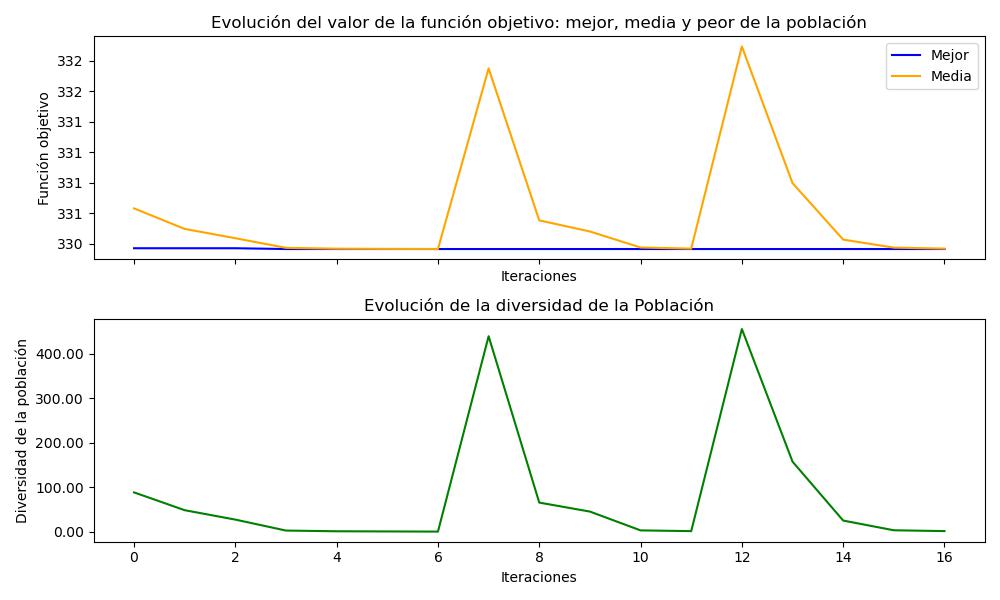 Evolución del valor de la función objetivo: mejor, media y peor de la población
Función objetivo
332
332
331
331
331
331
330
Mejor
Media
Iteraciones
Evolución de la diversidad de la Población
Diversidad de la población
400.00
300.00
200.00
100.00
0.00
0 2 4 6 8 10 12 14 16
Iteraciones